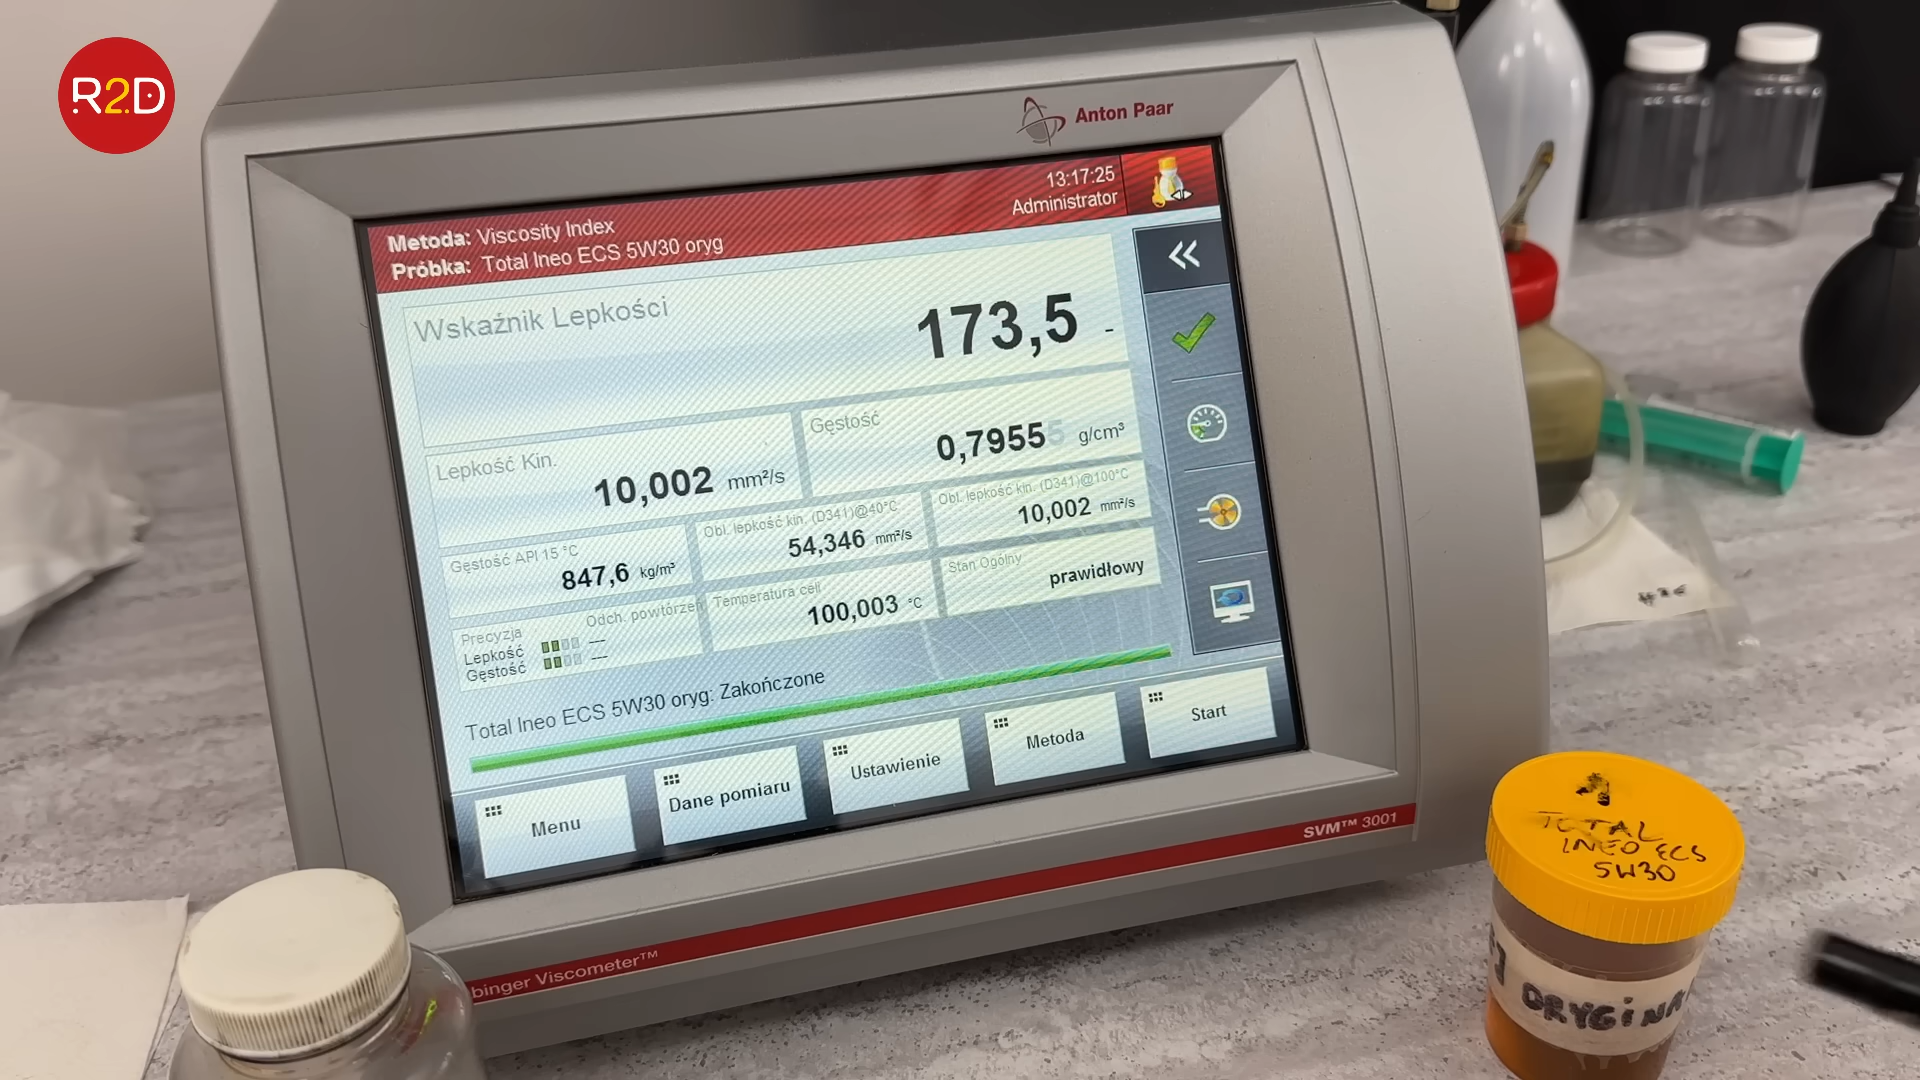 R2D
Anton Paar
13:17:25
Administrator
Metoda: Viscosity Index
Próbka: Total Ineo ECS 5W30 oryg
Wskaźnik Lepkości
173,5 -
Lepkość Kin.
10,002 mm²/s
Gęstość
0,7955 g/cm³
Gęstość API 15 °C
847,6 kg/m³
Obl. lepkość kin. (D341)@40°C
54,346 mm²/s
Obl. lepkość kin. (D341)@100°C
10,002 mm²/s
Precyzja
Odch. powtórzeń
Lepkość ---
Gęstość ---
Temperatura celi
100,003 °C
Stan Ogólny
prawidłowy
Total Ineo ECS 5W30 oryg: Zakończone
Menu
Dane pomiaru
Ustawienie
Metoda
Start
binger Viscometer™
SVM™ 3001
TOTAL
INEO ECS
5W30
ORYGINA